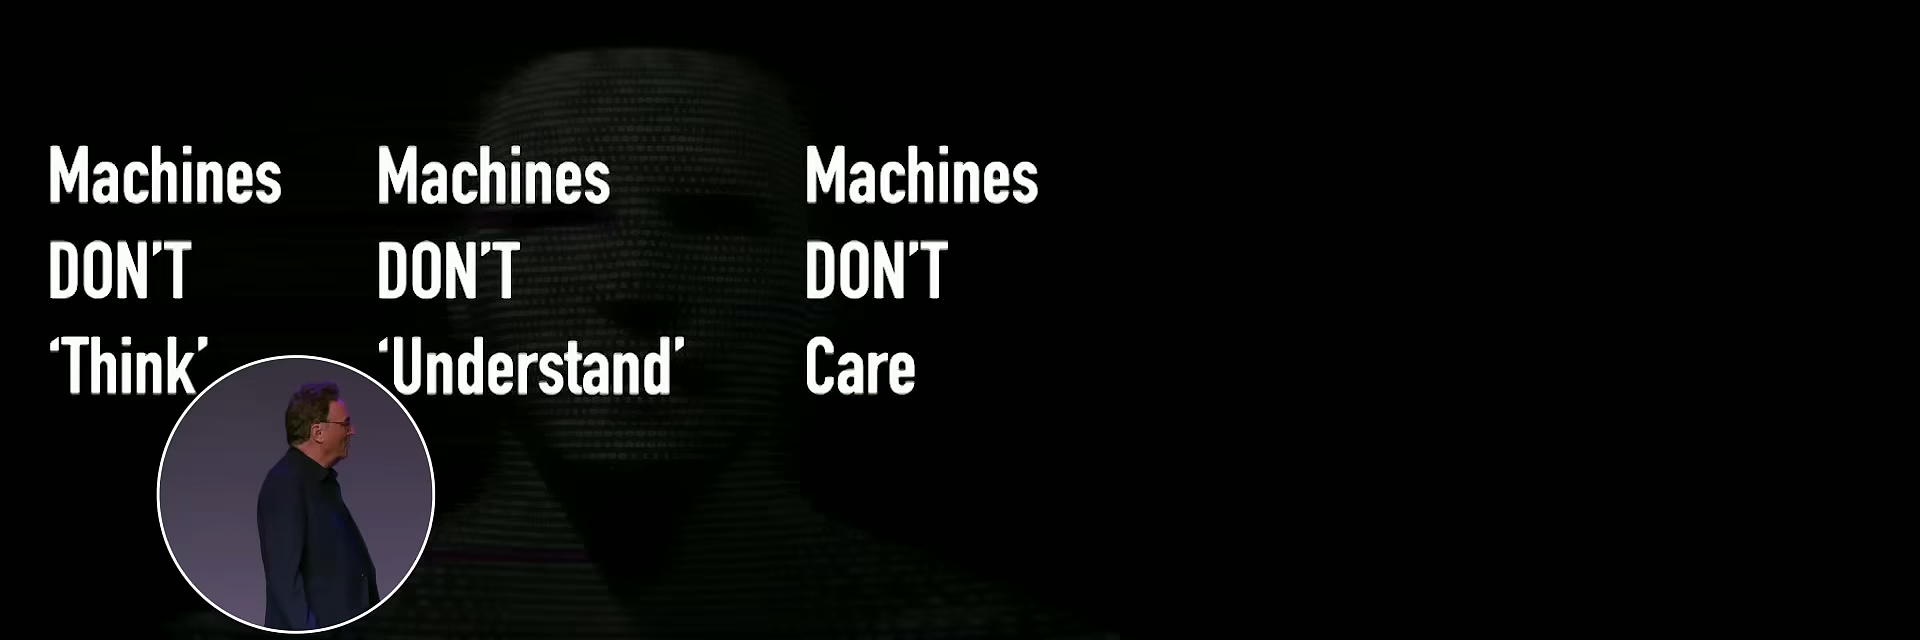 Machines
DON'T
‘Think’
Machines
DON'T
‘Understand’
Machines
DON'T
Care